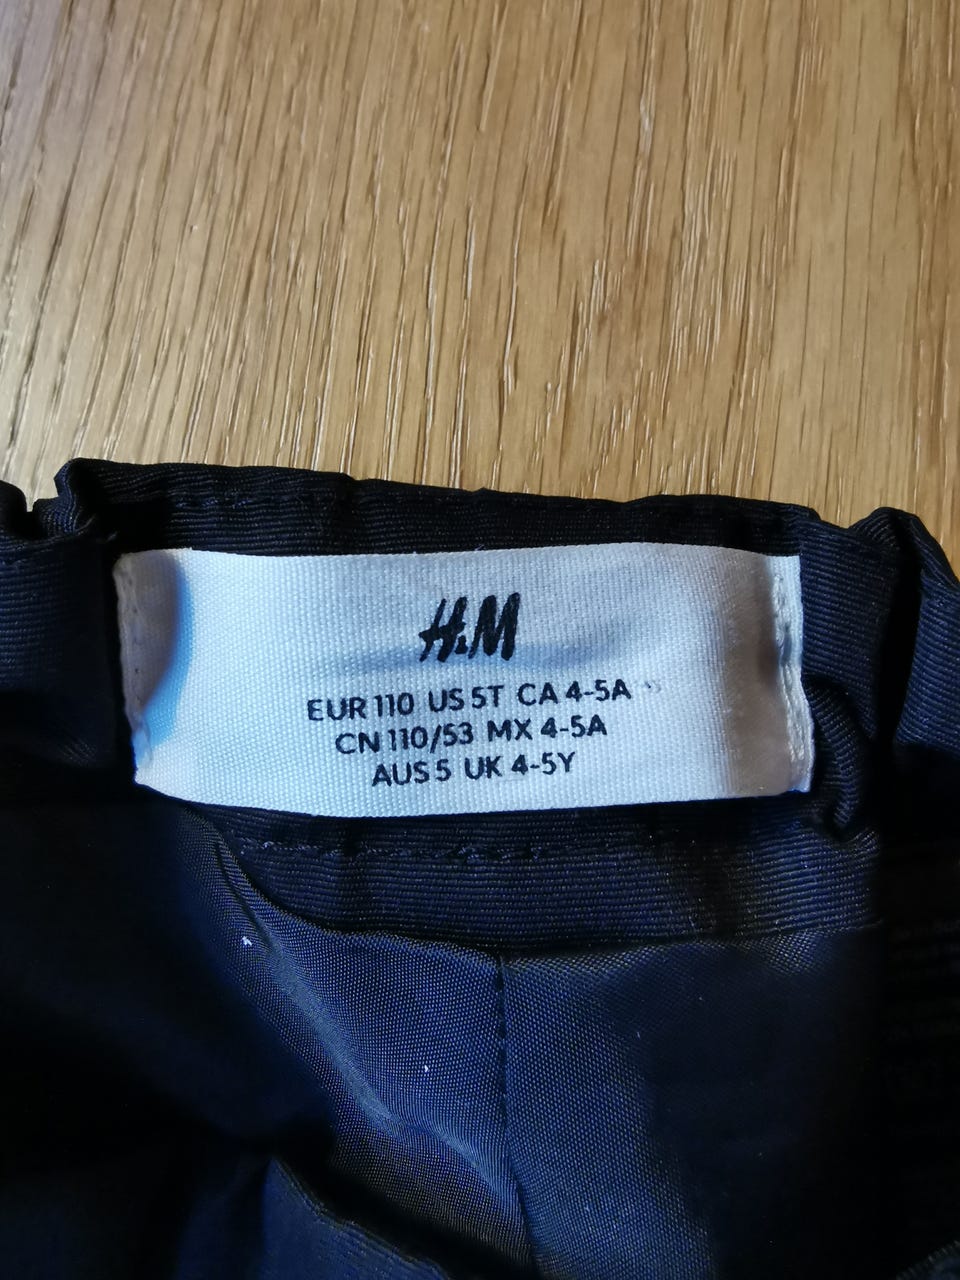 H&M
EUR 110 US 5T CA 4-5A
CN 110/53 MX 4-5A
AUS 5 UK 4-5Y